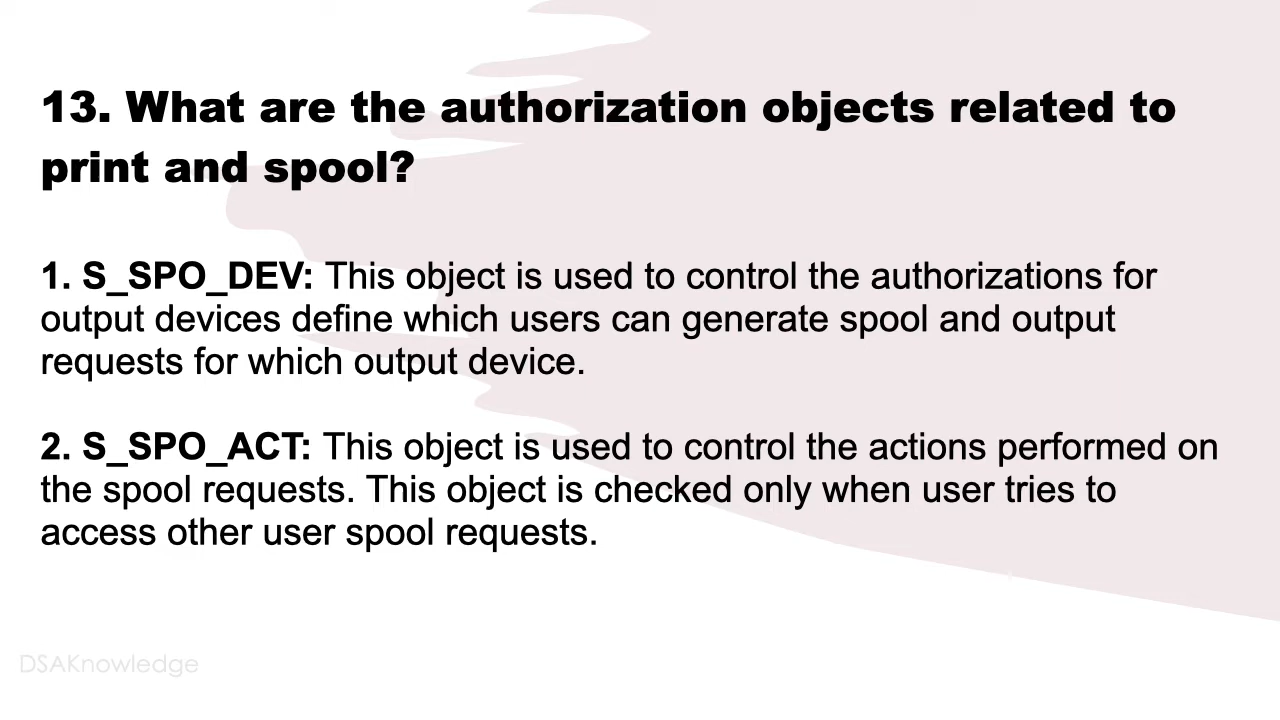 13. What are the authorization objects related to
print and spool?
1. S_SPO_DEV: This object is used to control the authorizations for
output devices define which users can generate spool and output
requests for which output device.
2. S_SPO_ACT: This object is used to control the actions performed on
the spool requests. This object is checked only when user tries to
access other user spool requests.
DSAKnowledge